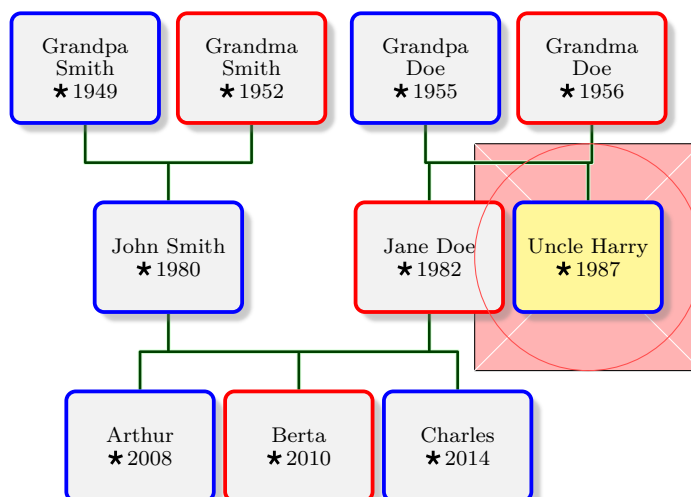 Grandpa
Smith
★ 1949
Grandma
Smith
★ 1952
Grandpa
Doe
★ 1955
Grandma
Doe
★ 1956
John Smith
★ 1980
Jane Doe
★ 1982
Uncle Harry
★ 1987
Arthur
★ 2008
Berta
★ 2010
Charles
★ 2014